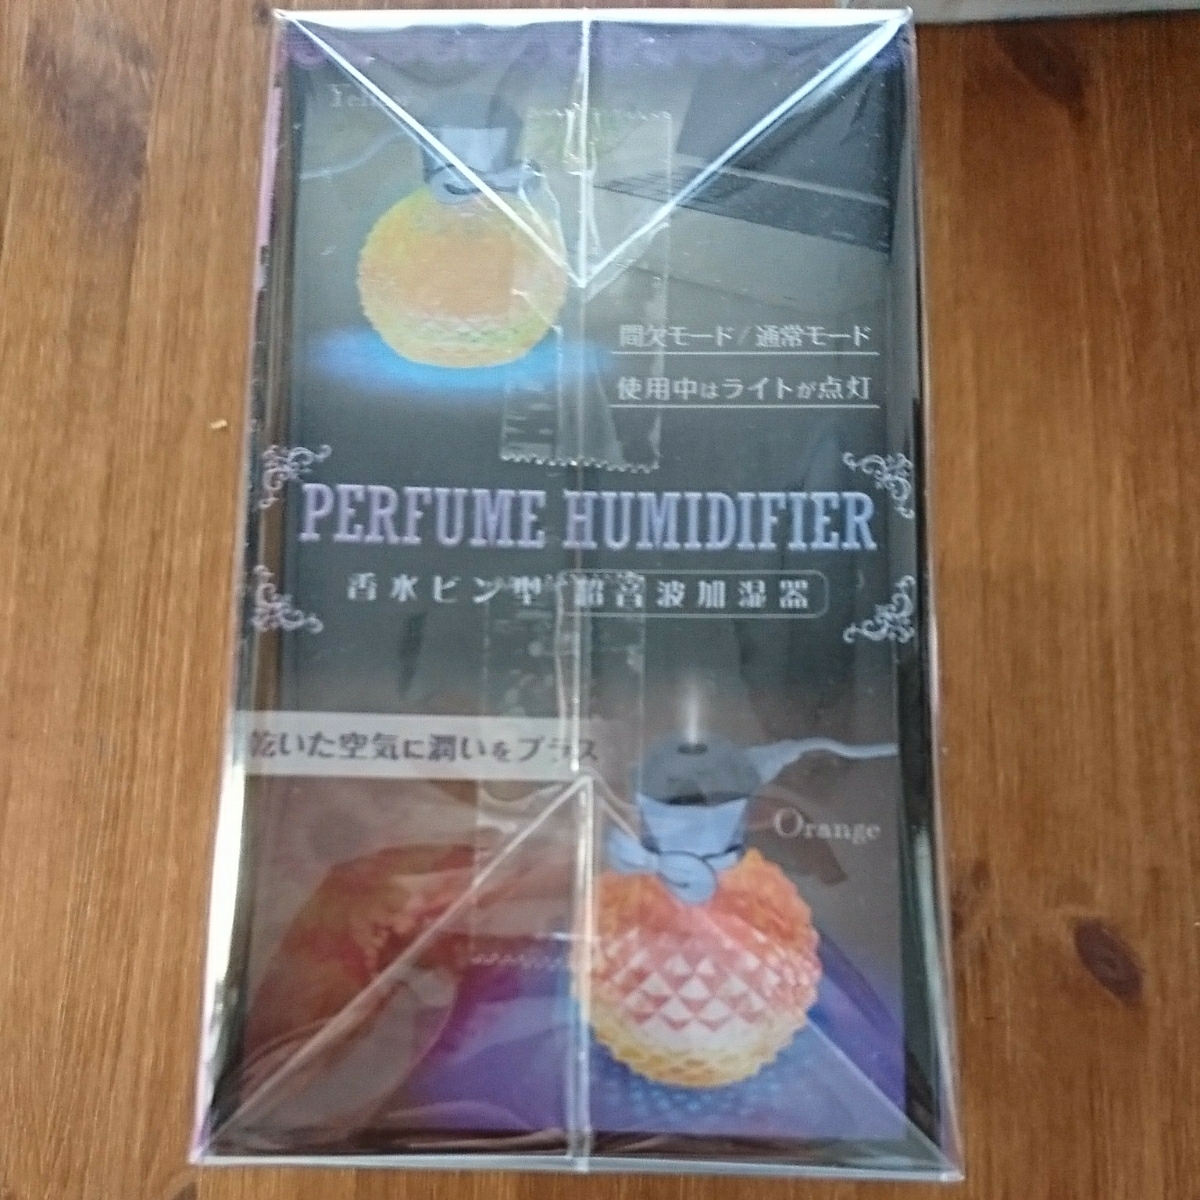 Yellow
間欠モード/通常モード
使用中はライトが点灯
PERFUME HUMIDIFIER
香水ビン型 超音波加湿器
乾いた空気に潤いをプラス
Orange